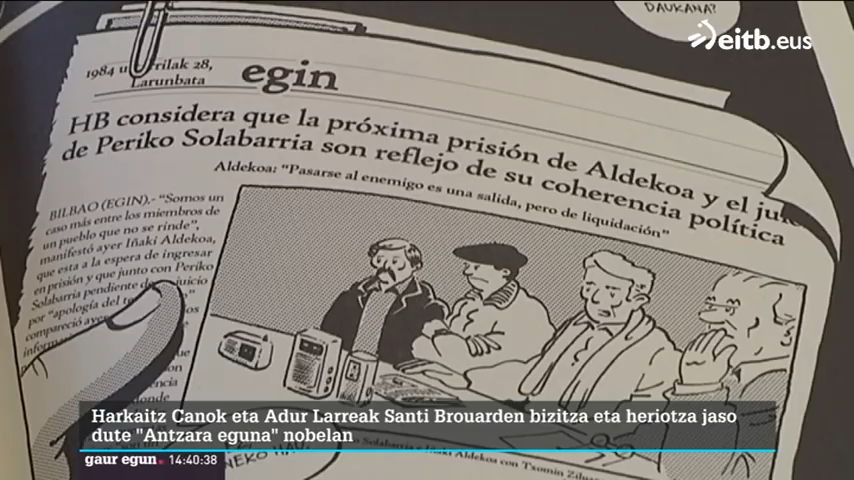 DAUKANA?
eitb.eus
1984 u
rrilak 28,
Larunbata
egin
HB considera que la próxima prisión de Aldekoa y el
de Periko Solabarria son reflejo de su coherencia política
Aldekoa: "Pasarse al enemigo es una salida, pero de liquidación"
BILBAO (EGIN).- "Somos un
caso más entre los miembros de
un pueblo que no se rinde",
manifestó ayer Iñaki Aldekoa,
que esta a la espera de ingresar
en prisión y que junto con Periko
Solabarria pendiente de juicio
por "apología del
compareció ayer
Harkaitz Canok eta Adur Larreak Santi Brouarden bizitza eta heriotza jaso
dute "Antzara eguna" nobelan
Solabarria Iñaki Aldekoa con Txomin
gaur egun. 14:40:38
NEKO HAU.